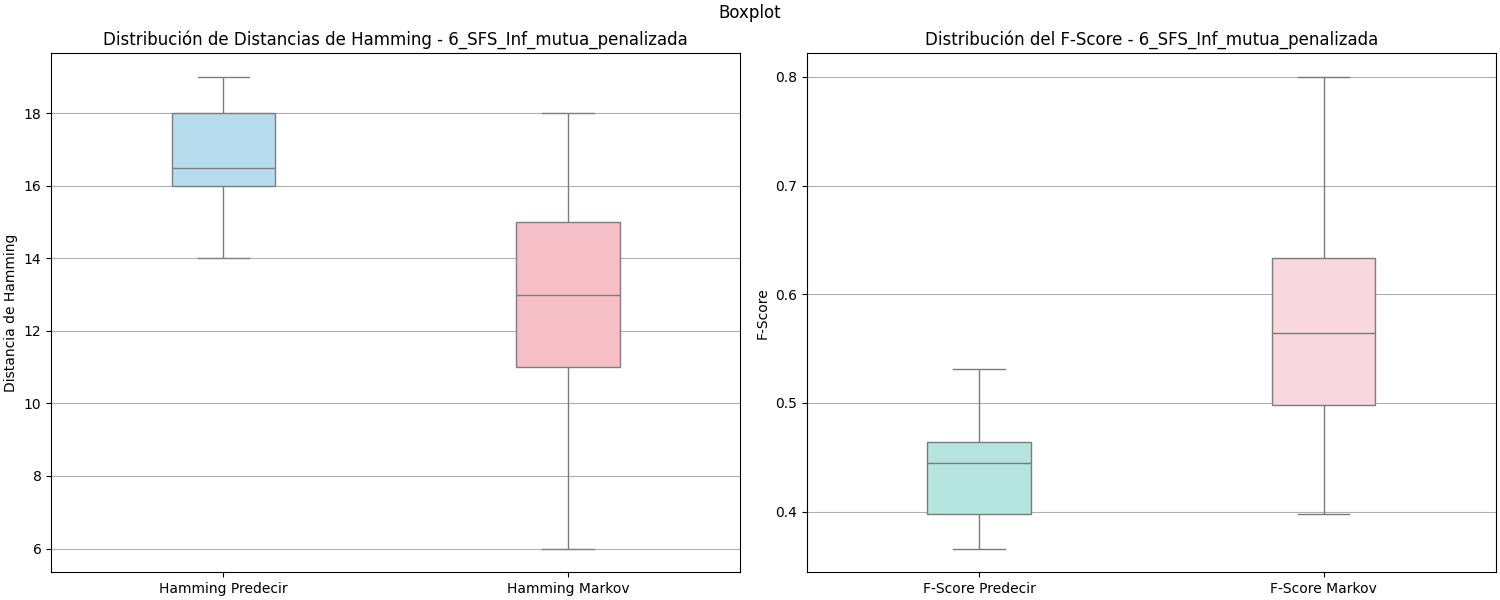 Boxplot
Distribución de Distancias de Hamming - 6_SFS_Inf_mutua_penalizada
Distancia de Hamming
18
16
14
12
10
8
6
Hamming Predecir
Hamming Markov
Distribución del F-Score - 6_SFS_Inf_mutua_penalizada
F-Score
0.8
0.7
0.6
0.5
0.4
F-Score Predecir
F-Score Markov